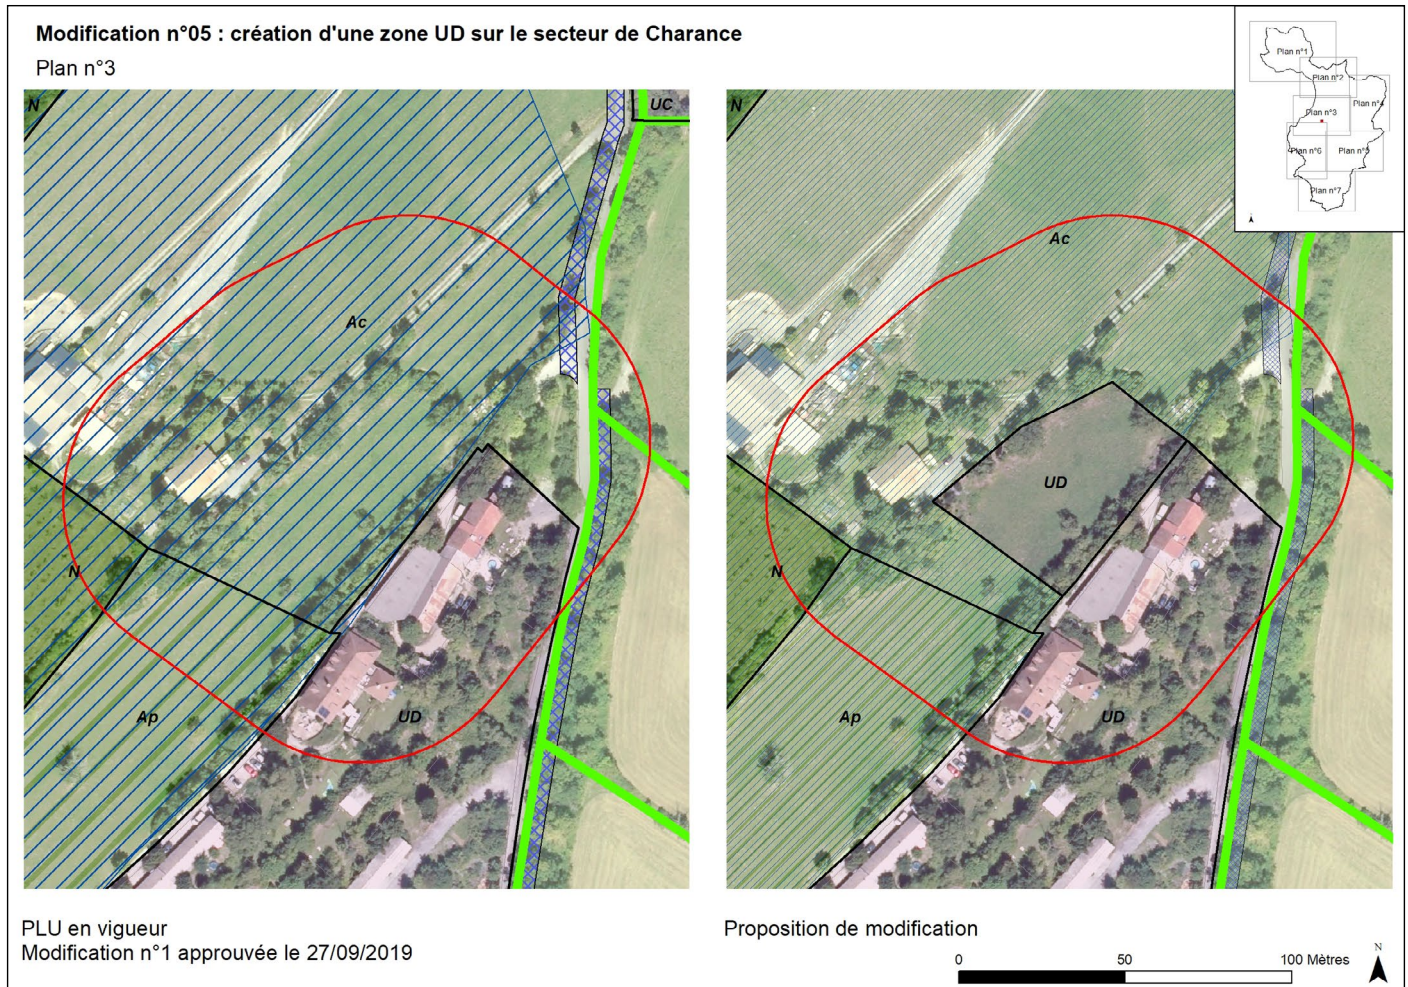 Modification n°05 : création d'une zone UD sur le secteur de Charance
Plan n°3
Plan n°1
Plan n°2
Plan n°4
Plan n°3
Plan n°6
Plan n°5
Plan n°7
N
UC
Ac
N
Ap
UD
N
Ac
UD
N
Ap
UD
PLU en vigueur
Modification n°1 approuvée le 27/09/2019
Proposition de modification
0 50 100 Mètres
N